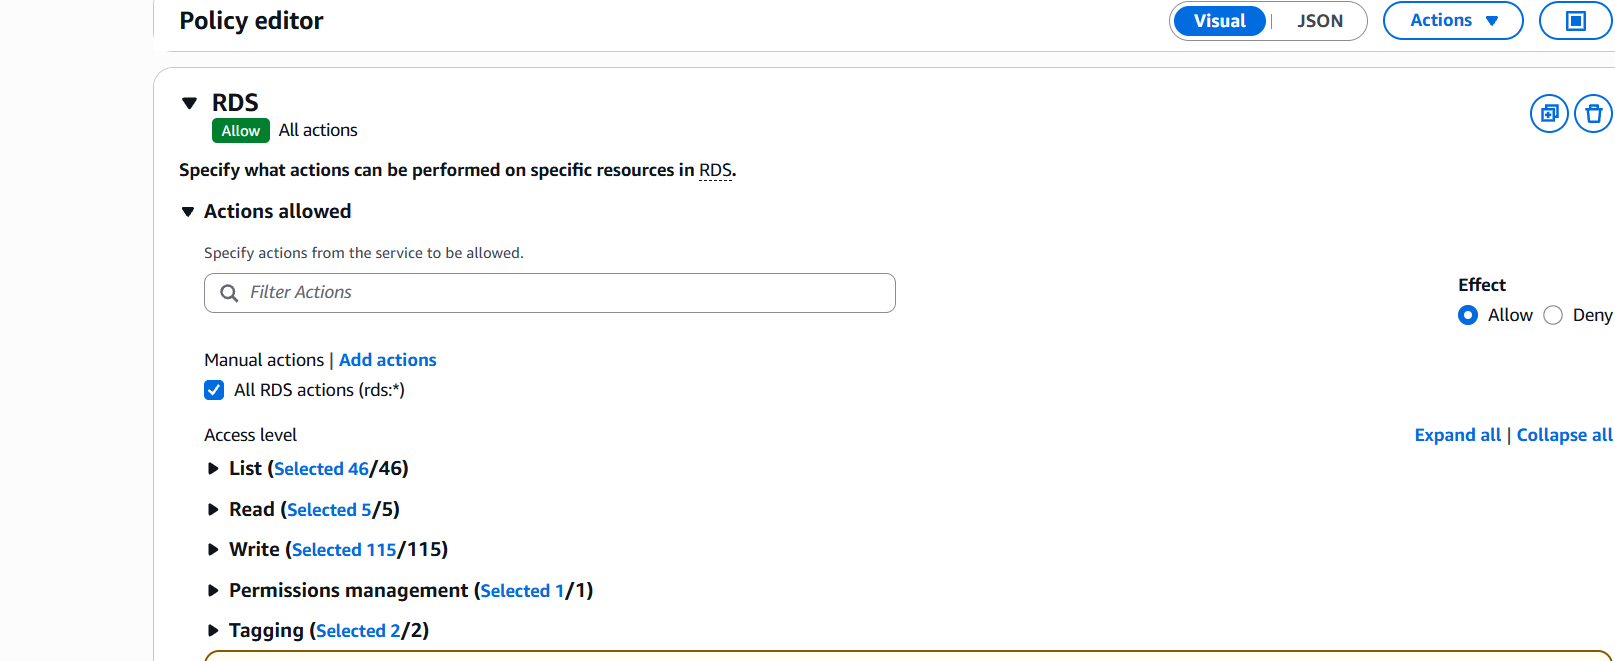 Policy editor
Visual | JSON
Actions
RDS
Allow All actions
Specify what actions can be performed on specific resources in RDS.
Actions allowed
Specify actions from the service to be allowed.
Filter Actions
Effect
Allow Deny
Manual actions | Add actions
All RDS actions (rds:*)
Access level
Expand all | Collapse all
List (Selected 46/46)
Read (Selected 5/5)
Write (Selected 115/115)
Permissions management (Selected 1/1)
Tagging (Selected 2/2)